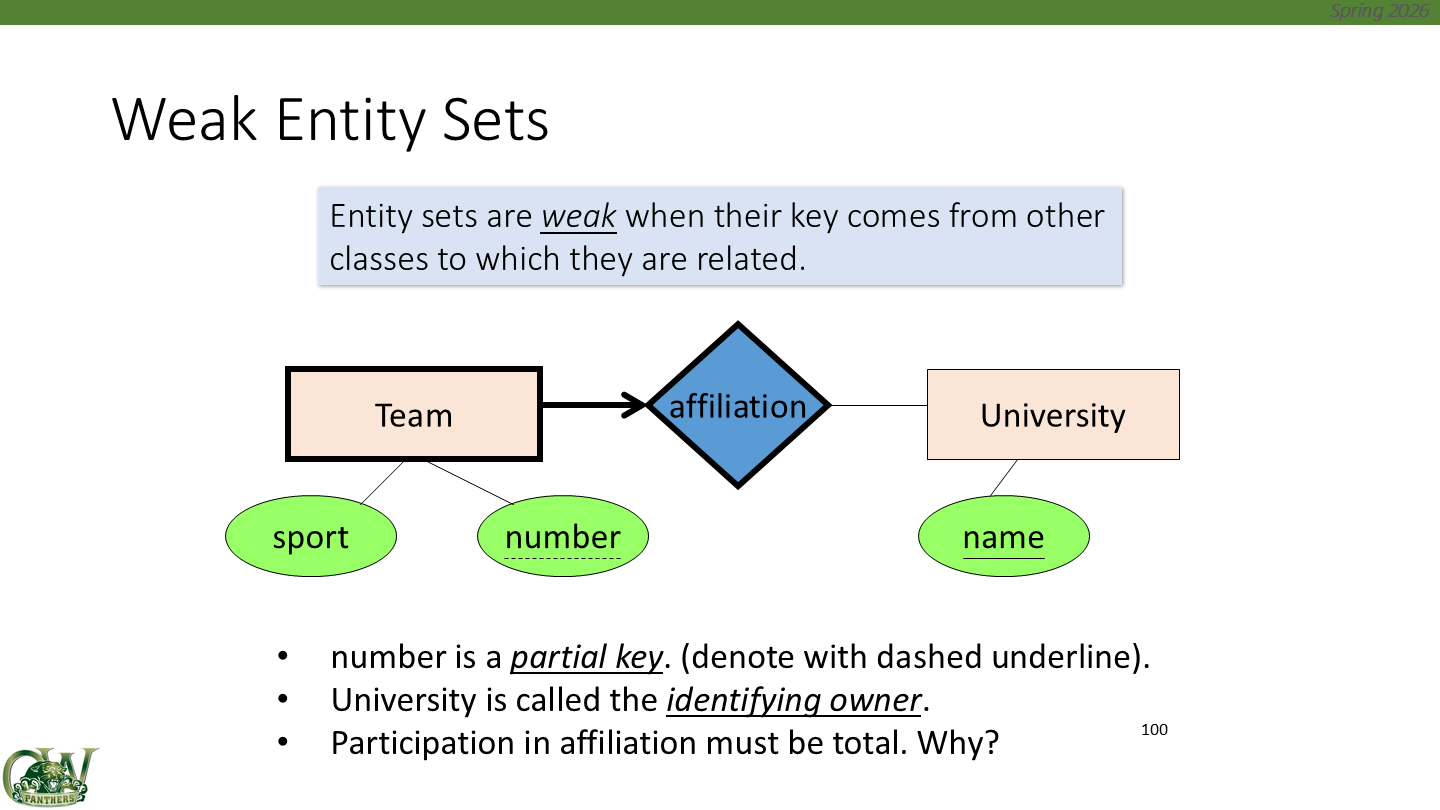 Spring 2026
Weak Entity Sets
Entity sets are weak when their key comes from other
classes to which they are related.
Team
affiliation
University
sport
number
name
• number is a partial key. (denote with dashed underline).
• University is called the identifying owner.
• Participation in affiliation must be total. Why?
100
OW
PANTHERS